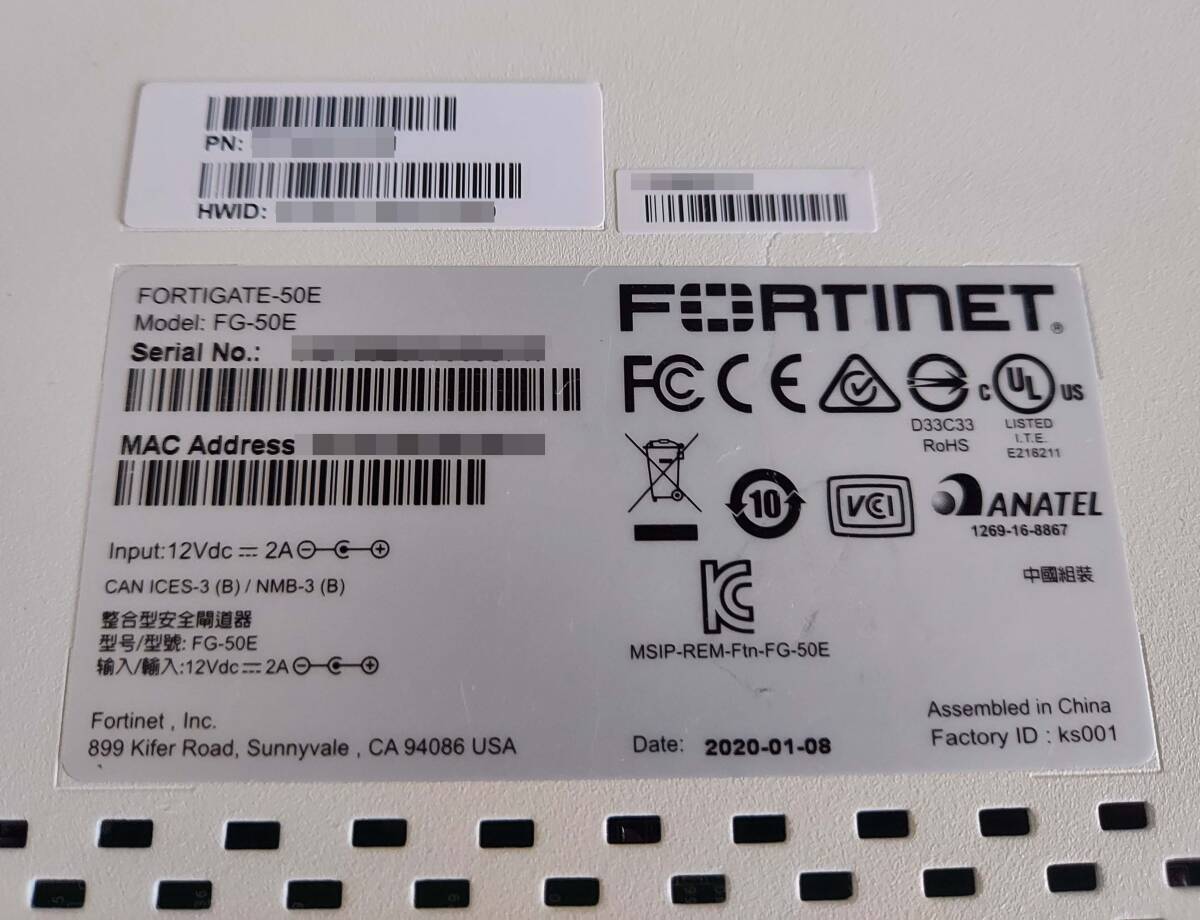 PN:
HWID:
FORTIGATE-50E
Model: FG-50E
Serial No.:
MAC Address
Input:12Vdc ⎓ 2A
CAN ICES-3 (B) / NMB-3 (B)
整合型安全閘道器
型号/型號: FG-50E
输入/輸入:12Vdc ⎓ 2A
Fortinet , Inc.
899 Kifer Road, Sunnyvale , CA 94086 USA
FORTINET®
FC CE
D33C33
RoHS
C UL US
LISTED
I.T.E.
E216211
10
VCI
ANATEL
1269-16-8867
中國組裝
KC
MSIP-REM-Ftn-FG-50E
Date: 2020-01-08
Assembled in China
Factory ID : ks001